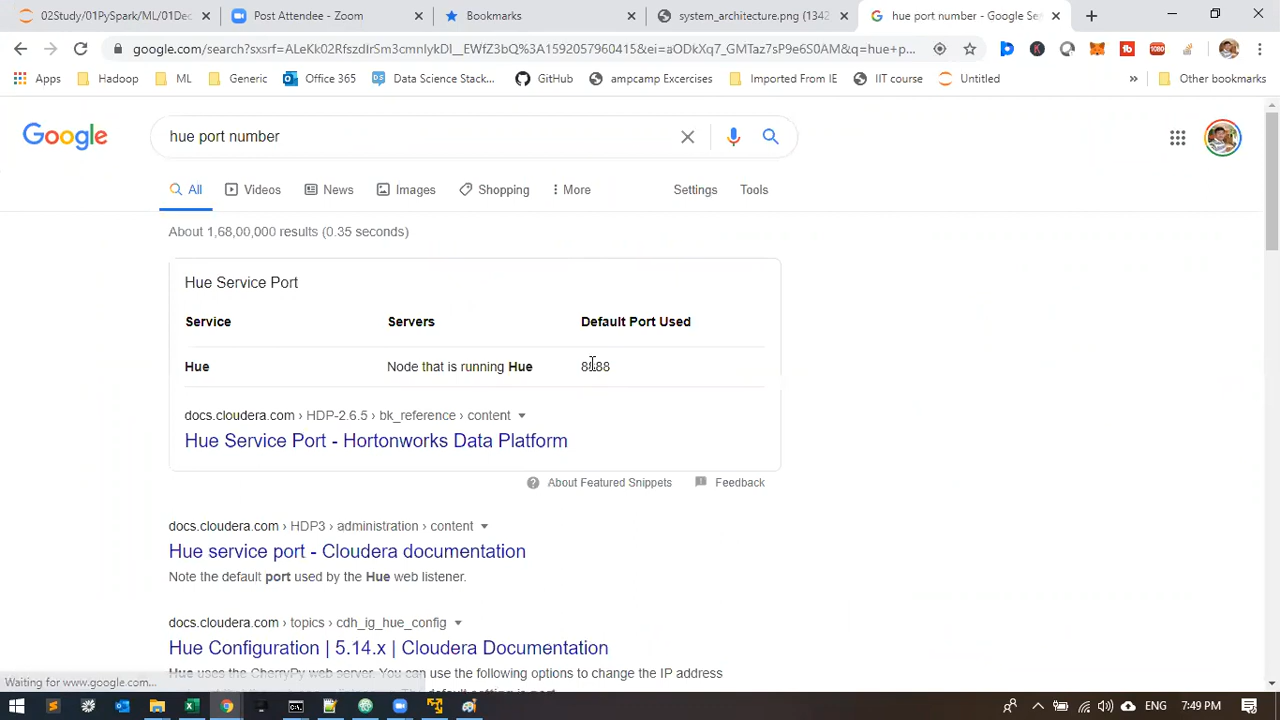 02Study/01PySpark/ML/01Dec
Post Attendee - Zoom
Bookmarks
system_architecture.png (1342
hue port number - Google Se
google.com/search?sxsrf=ALeKk02RfszdIrSm3cmnlykDl__EWfZ3bQ%3A1592057960415&ei=aODkXq7_GMTaz7sP9e6S0AM&q=hue+p...
Apps
Hadoop
ML
Generic
Office 365
Data Science Stack...
GitHub
ampcamp Excercises
Imported From IE
IIT course
Untitled
»
Other bookmarks
Google
hue port number
All
Videos
News
Images
Shopping
More
Settings
Tools
About 1,68,00,000 results (0.35 seconds)
Hue Service Port
Service Servers Default Port Used
Hue Node that is running Hue 8888
docs.cloudera.com › HDP-2.6.5 › bk_reference › content
Hue Service Port - Hortonworks Data Platform
About Featured Snippets
Feedback
docs.cloudera.com › HDP3 › administration › content
Hue service port - Cloudera documentation
Note the default port used by the Hue web listener.
docs.cloudera.com › topics › cdh_ig_hue_config
Hue Configuration | 5.14.x | Cloudera Documentation
Hue uses the CherryPy web server. You can use the following options to change the IP address
Waiting for www.google.com...
ENG
7:49 PM